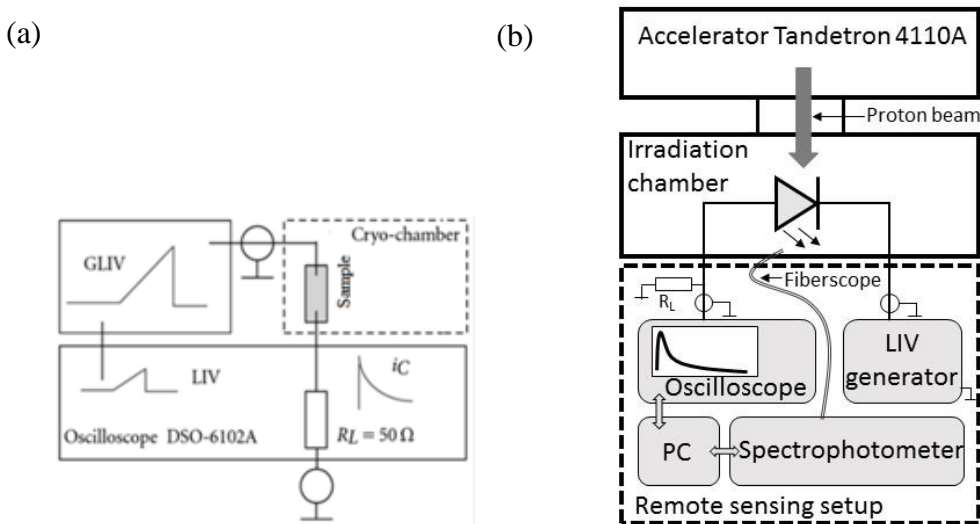 (a)
GLIV
Cryo-chamber
Sample
LIV
iC
Oscilloscope DSO-6102A
RL = 50 Ω
(b)
Accelerator Tandetron 4110A
Proton beam
Irradiation
chamber
Fiberscope
RL
Oscilloscope
LIV
generator
PC
Spectrophotometer
Remote sensing setup